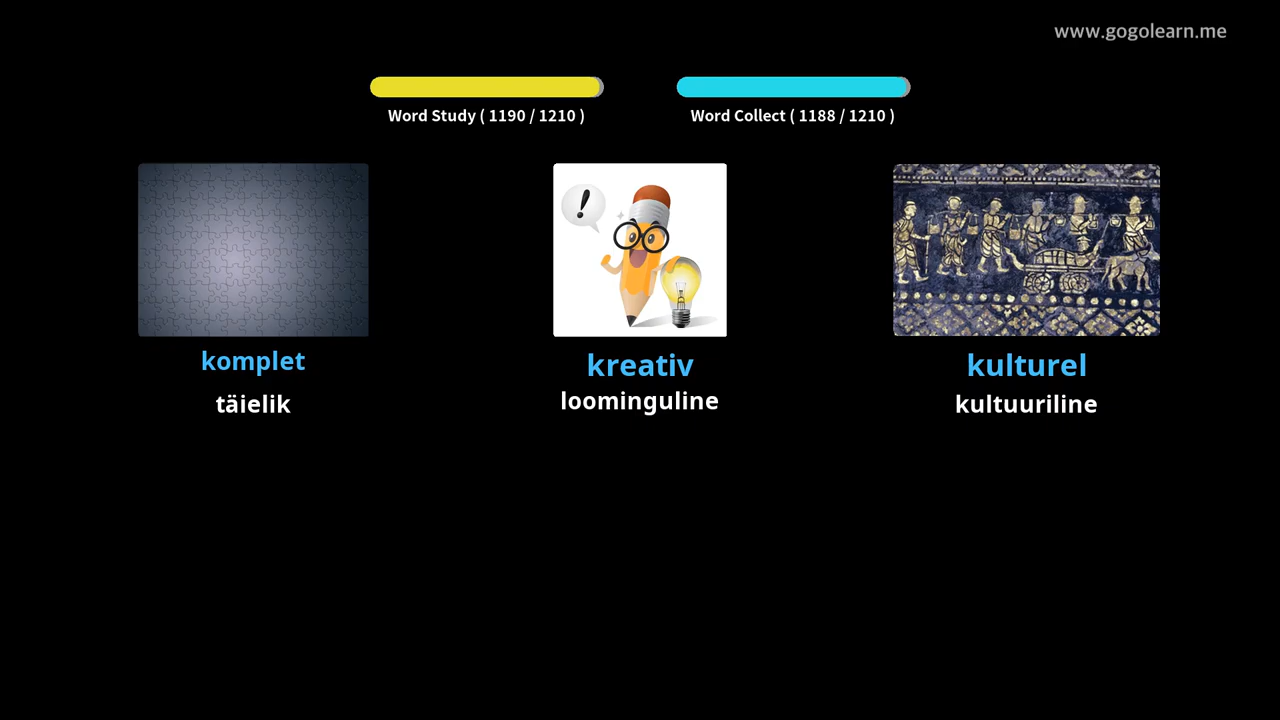 www.gogolearn.me
Word Study ( 1190 / 1210 )
Word Collect ( 1188 / 1210 )
!
komplet
kreativ
kulturel
täielik
loominguline
kultuuriline